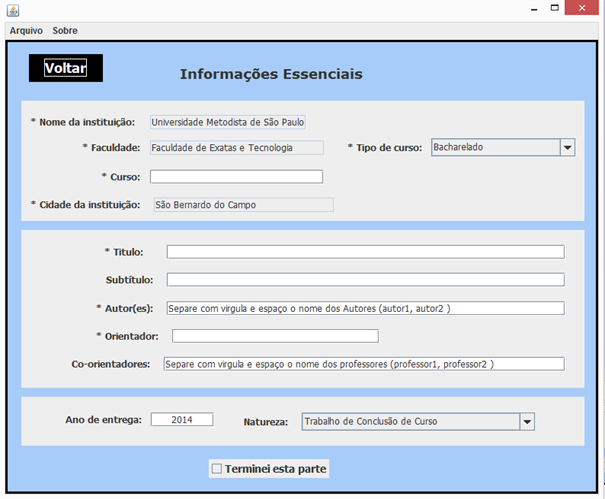 Arquivo Sobre
Voltar
Informações Essenciais
* Nome da instituição: Universidade Metodista de São Paulo
* Faculdade: Faculdade de Exatas e Tecnologia * Tipo de curso: Bacharelado
* Curso:
* Cidade da instituição: São Bernardo do Campo
* Titulo:
Subtítulo:
* Autor(es): Separe com virgula e espaço o nome dos Autores (autor1, autor2 )
* Orientador:
Co-orientadores: Separe com virgula e espaço o nome dos professores (professor1, professor2 )
Ano de entrega: 2014 Natureza: Trabalho de Conclusão de Curso
Terminei esta parte